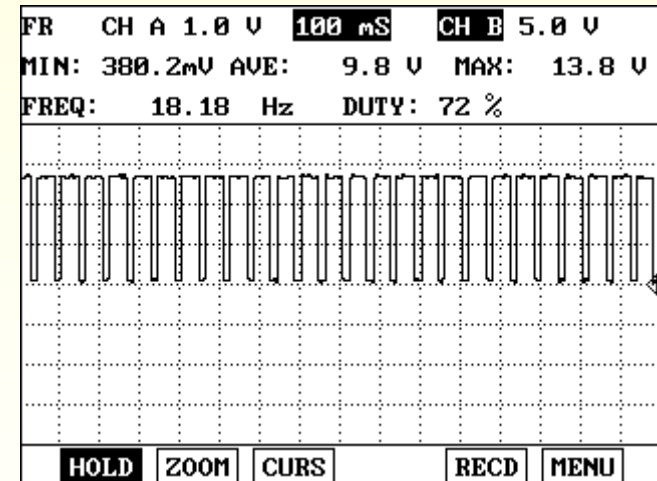 FR CH A 1.0 V 100 mS CH B 5.0 V
MIN: 380.2mV AVE: 9.8 V MAX: 13.8 V
FREQ: 18.18 Hz DUTY: 72 %
HOLD ZOOM CURS RECD MENU